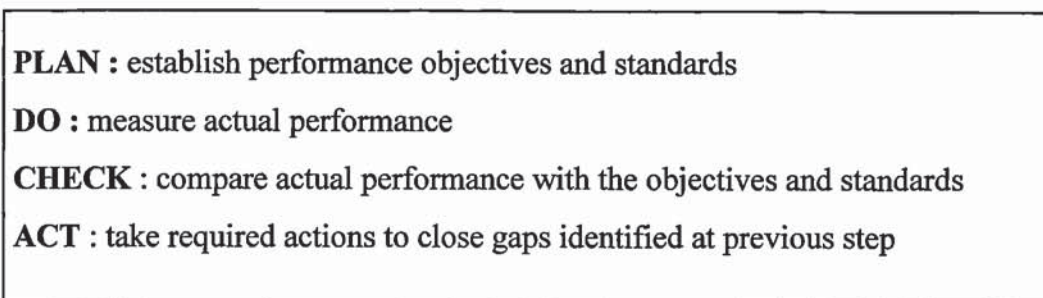 PLAN : establish performance objectives and standards
DO : measure actual performance
CHECK : compare actual performance with the objectives and standards
ACT : take required actions to close gaps identified at previous step